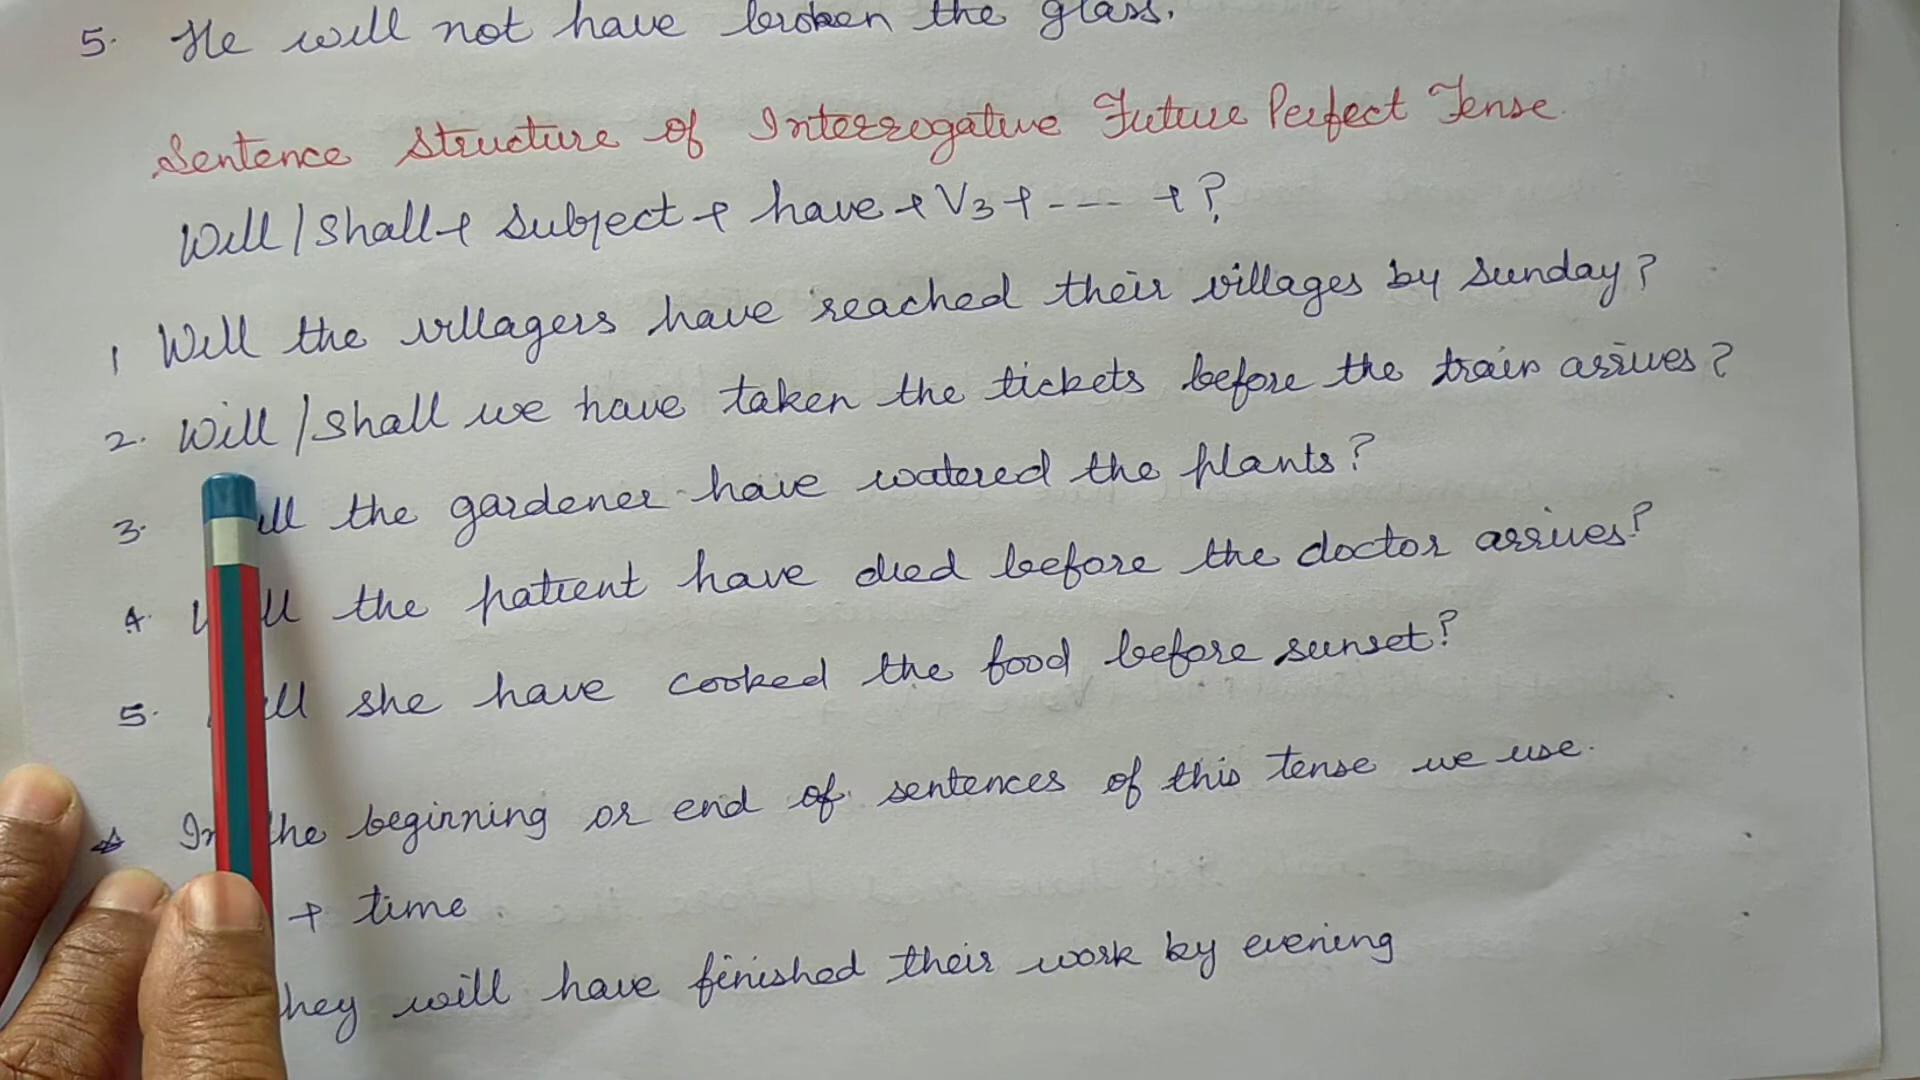 5. He will not have broken the glass.
Sentence Structure of Interrogative Future Perfect Tense.
Will/Shall+ Subject + have + V3 + --- + ?
1 Will the villagers have reached their villages by Sunday?
2. Will/Shall we have taken the tickets before the train arrives?
3. the gardener have watered the plants?
4. the patient have died before the doctor arrives?
5. she have cooked the food before sunset?
In the beginning or end of sentences of this tense we use.
+ time
will have finished their work by evening